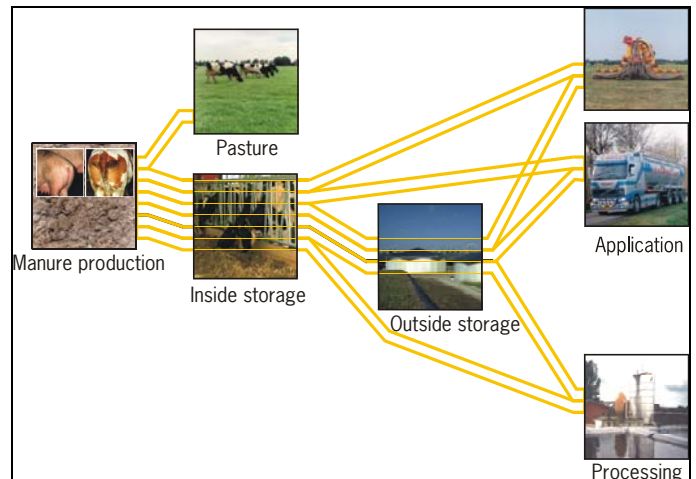 Pasture
Manure production
Inside storage
Outside storage
Application
Processing